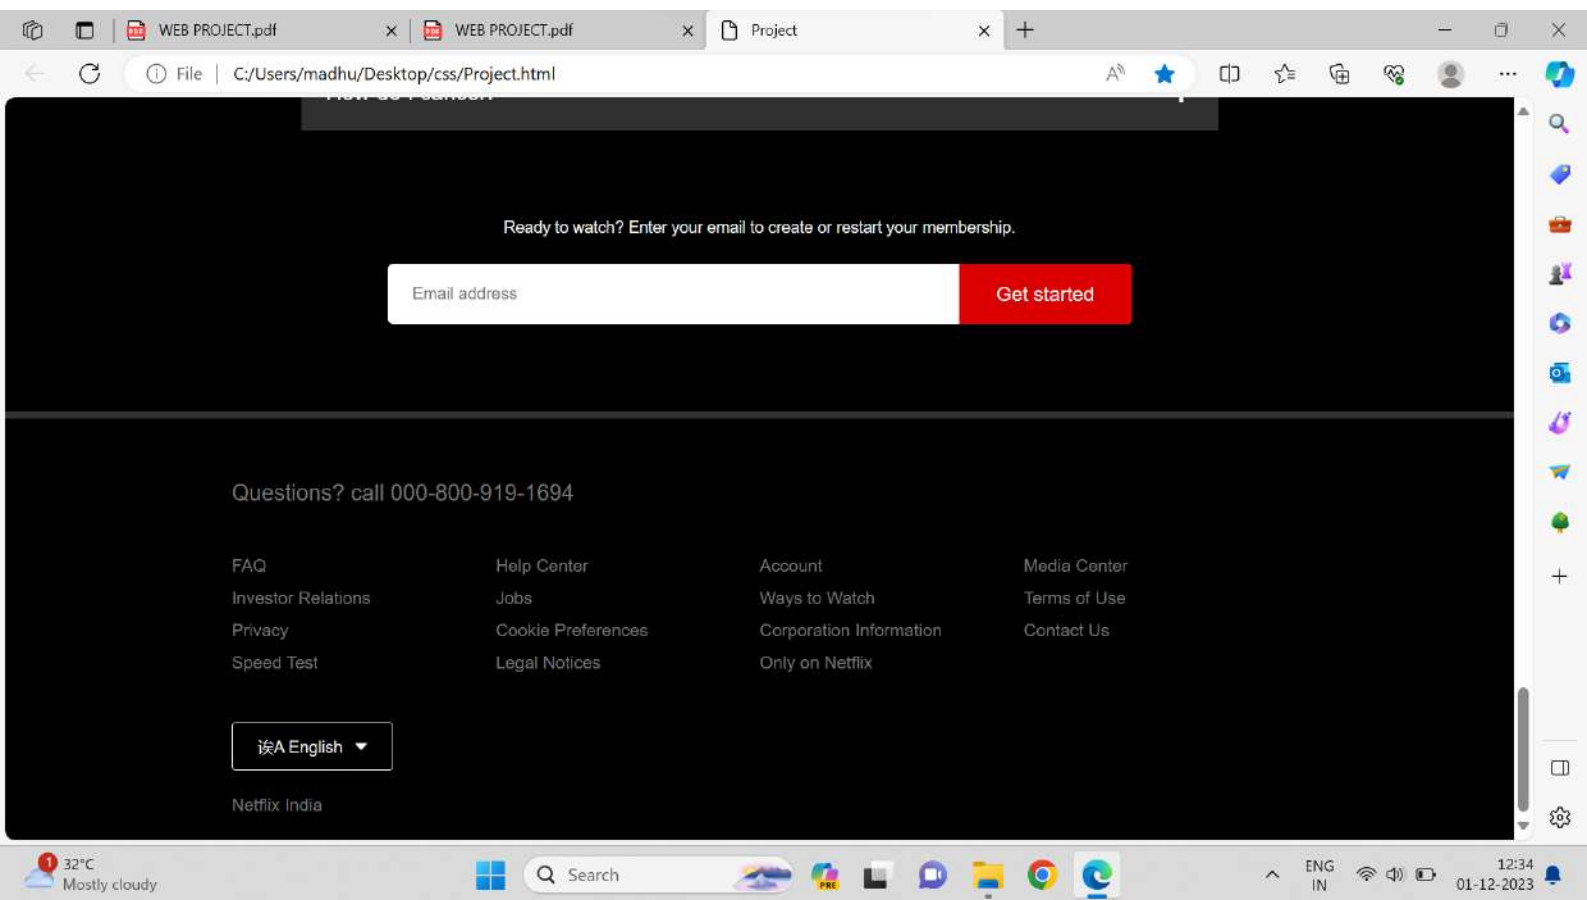 WEB PROJECT.pdf
WEB PROJECT.pdf
Project
File
C:/Users/madhu/Desktop/css/Project.html
Ready to watch? Enter your email to create or restart your membership.
Email address
Get started
Questions? call 000-800-919-1694
FAQ
Help Center
Account
Media Center
Investor Relations
Jobs
Ways to Watch
Terms of Use
Privacy
Cookie Preferences
Corporation Information
Contact Us
Speed Test
Legal Notices
Only on Netflix
诶A English
Netflix India
1
32°C
Mostly cloudy
Search
PRE
ENG
IN
12:34
01-12-2023